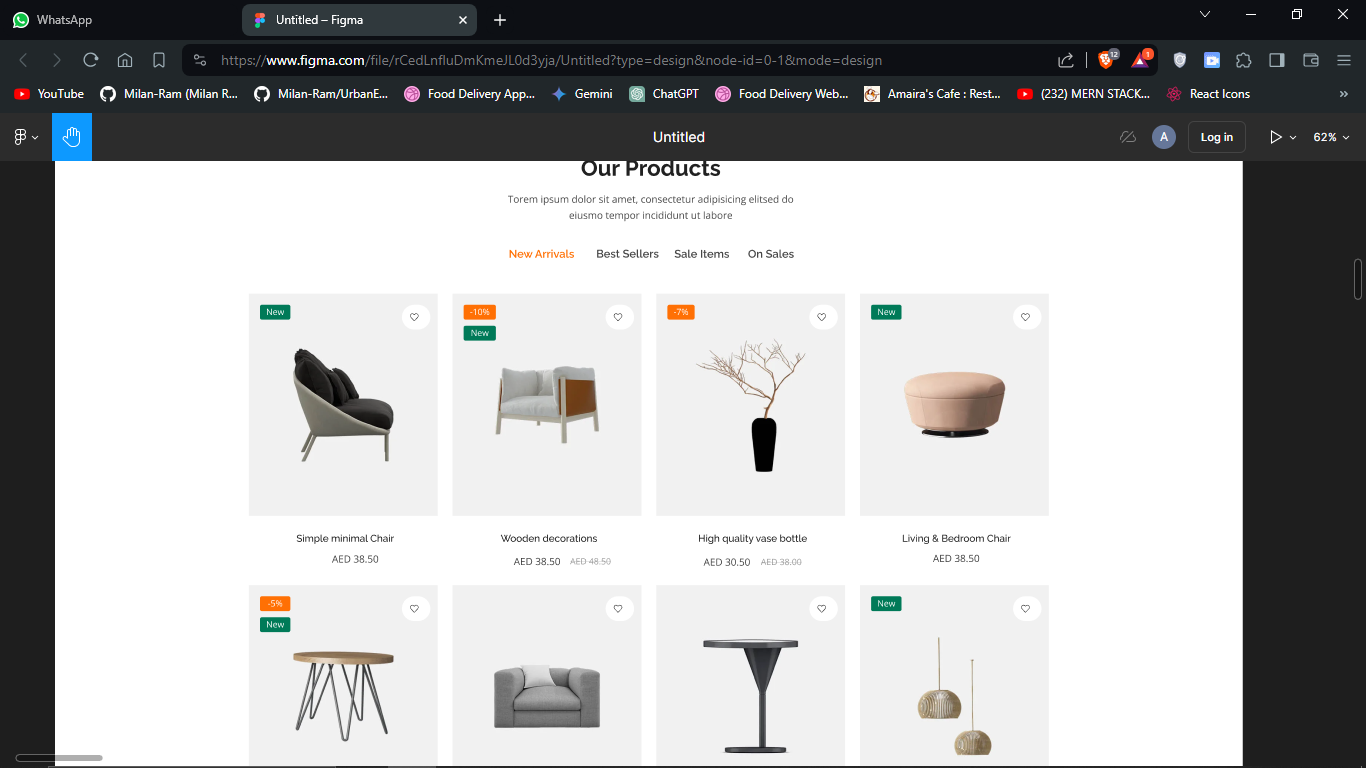 WhatsApp
Untitled – Figma
https://www.figma.com/file/rCedLnfluDmKmeJL0d3yja/Untitled?type=design&node-id=0-1&mode=design
12
1
YouTube
Milan-Ram (Milan R...
Milan-Ram/UrbanE...
Food Delivery App...
Gemini
ChatGPT
Food Delivery Web...
Amaira's Cafe : Rest...
(232) MERN STACK...
React Icons
»
Untitled
A
Log in
62%
Our Products
Torem ipsum dolor sit amet, consectetur adipisicing elitsed do
eiusmo tempor incididunt ut labore
New Arrivals Best Sellers Sale Items On Sales
New
-10%
New
-7%
New
Simple minimal Chair
AED 38.50
Wooden decorations
AED 38.50 AED 48.50
High quality vase bottle
AED 30.50 AED 38.00
Living & Bedroom Chair
AED 38.50
-5%
New
New